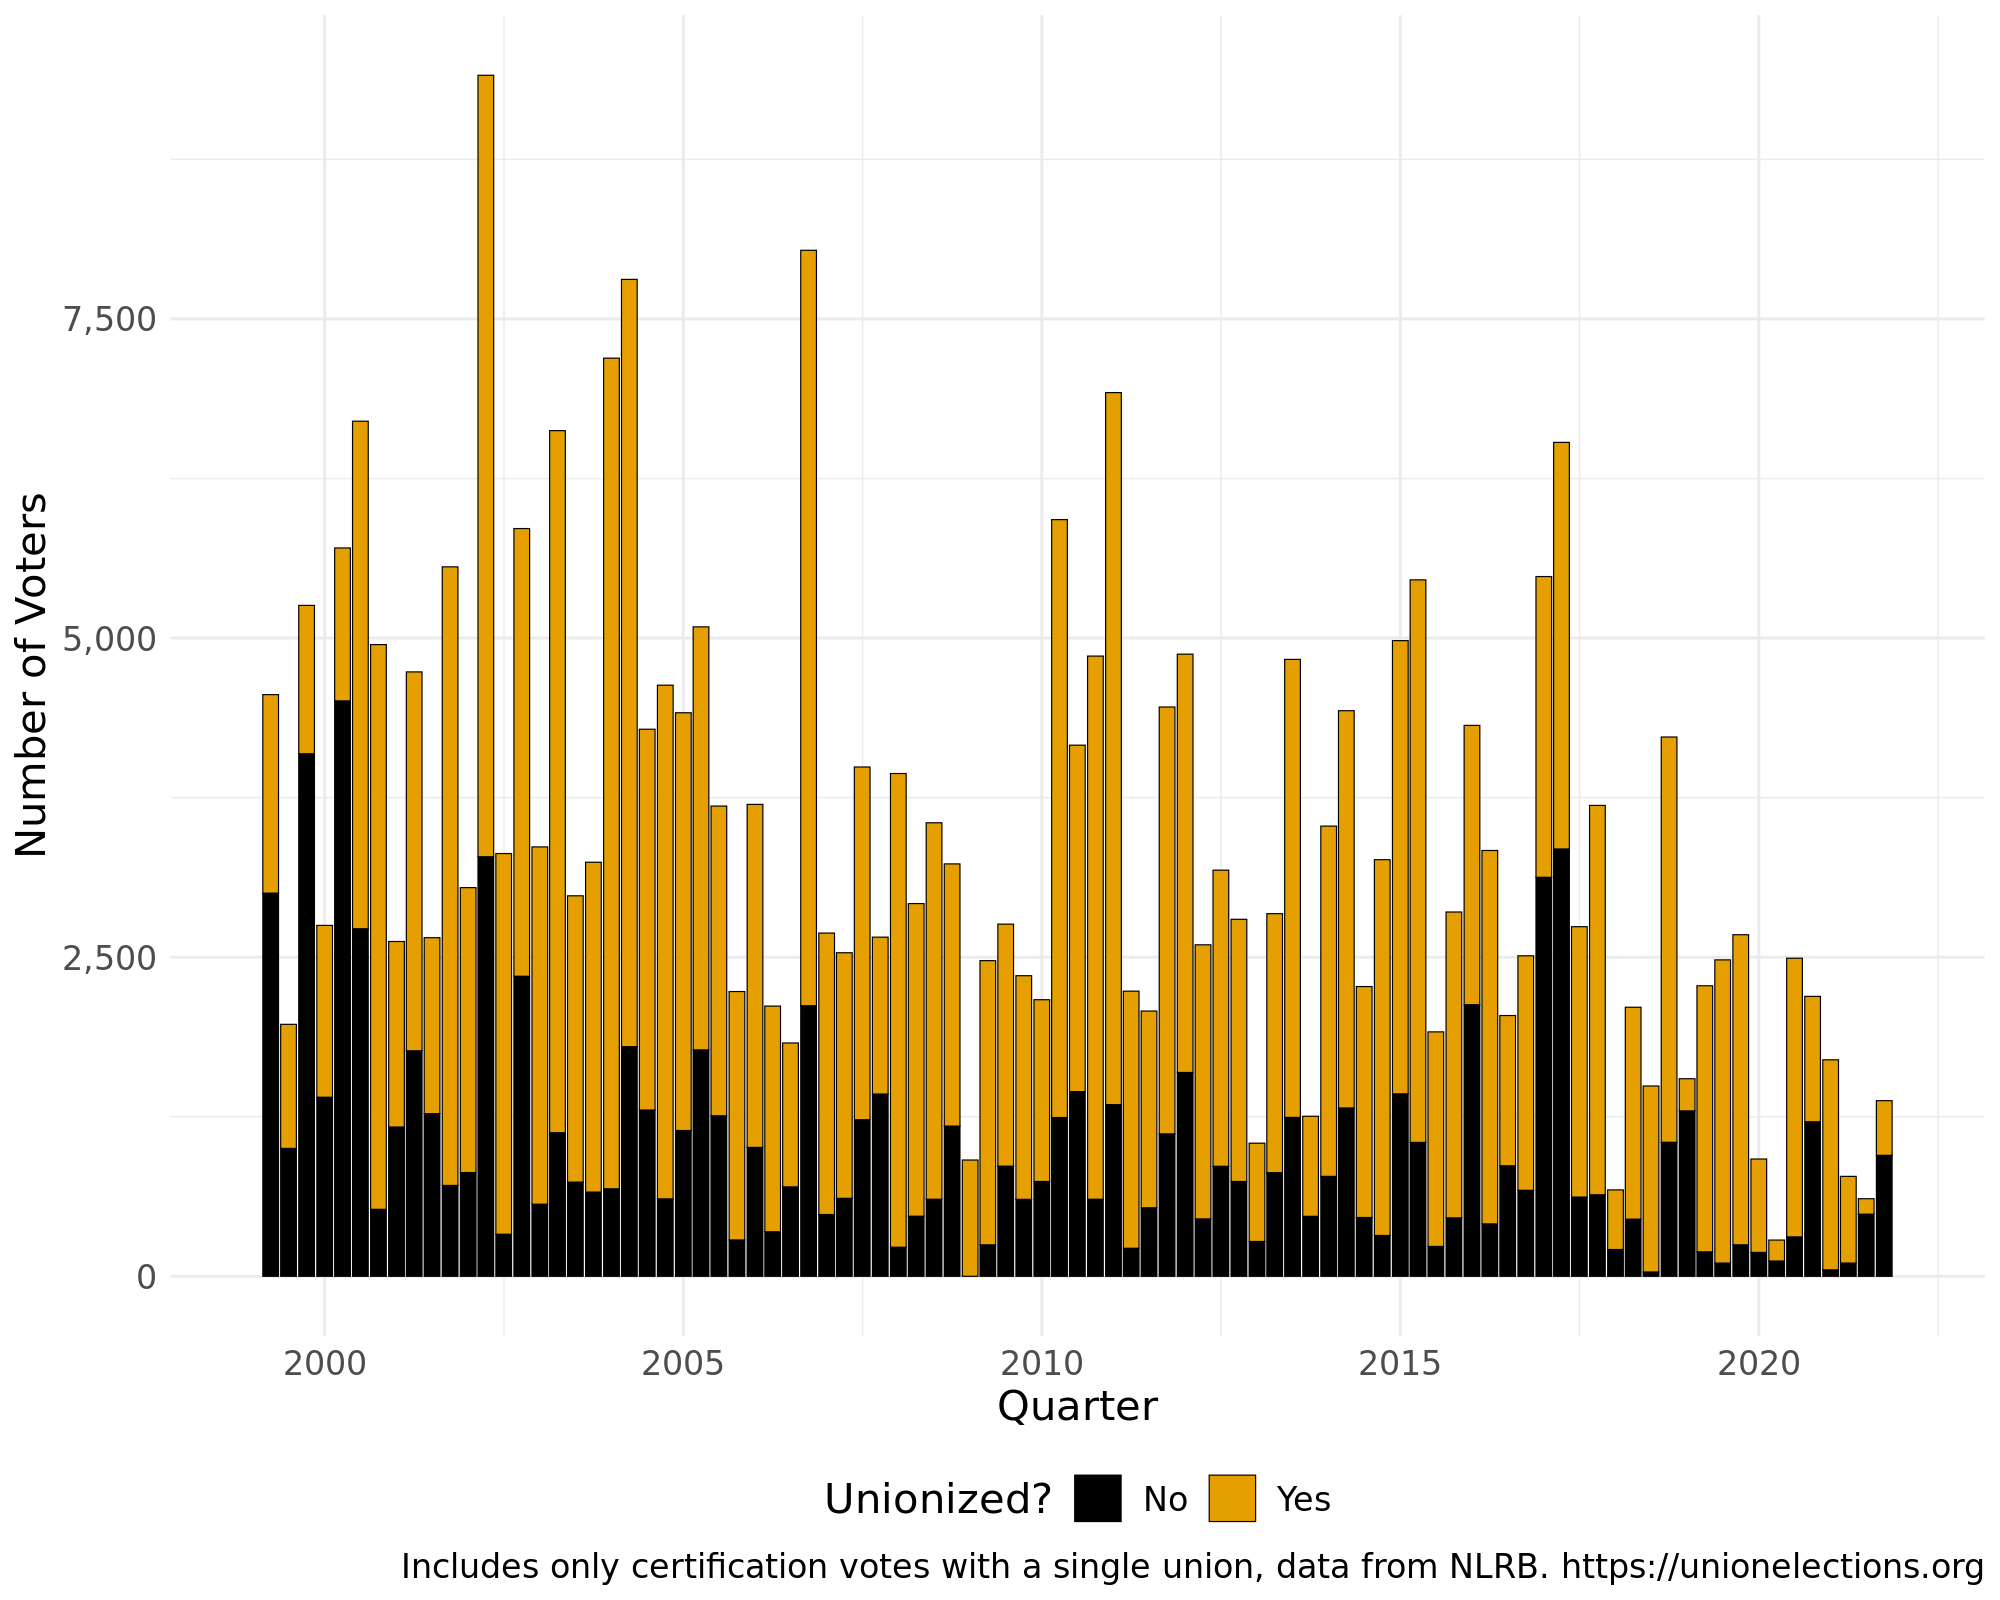 Number of Voters
7,500
5,000
2,500
0
2000 2005 2010 2015 2020
Quarter
Unionized? No Yes
Includes only certification votes with a single union, data from NLRB. https://unionelections.org